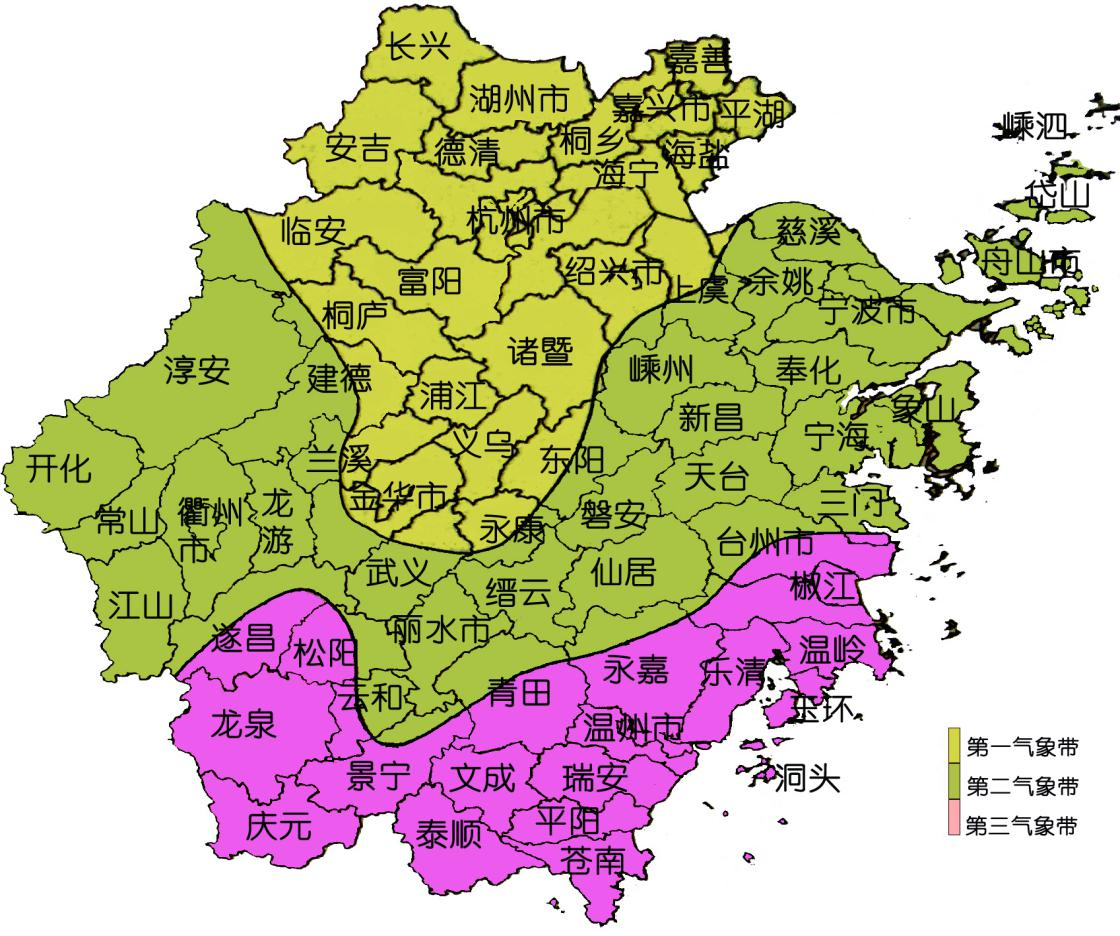 长兴
嘉善
湖州市
嘉兴市
平湖
嵊泗
安吉
德清
桐乡
海盐
海宁
岱山
临安
杭州市
慈溪
富阳
绍兴市
上虞
余姚
舟山市
桐庐
宁波市
诸暨
淳安
建德
浦江
嵊州
奉化
新昌
象山
宁海
开化
兰溪
义乌
东阳
天台
金华市
常山
衢州
市
龙
游
永康
磐安
三门
台州市
武义
仙居
缙云
椒江
江山
丽水市
遂昌
松阳
永嘉
乐清
温岭
云和
青田
玉环
龙泉
温州市
第一气象带
景宁
文成
瑞安
洞头
第二气象带
庆元
泰顺
平阳
第三气象带
苍南